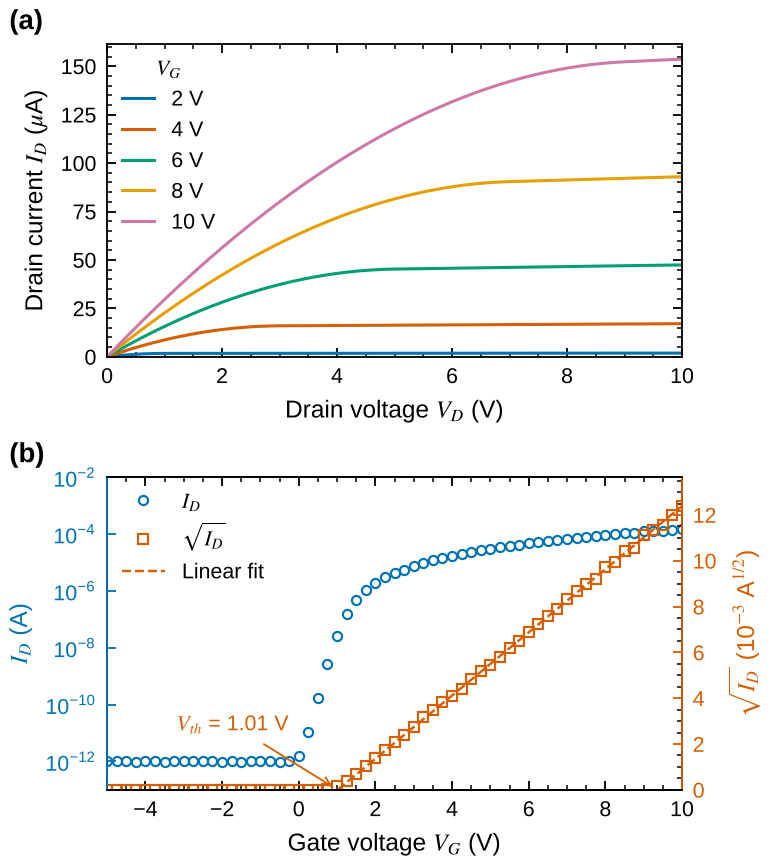 (a)
Drain current I_D (μA)
150
125
100
75
50
25
0
V_G
2 V
4 V
6 V
8 V
10 V
0 2 4 6 8 10
Drain voltage V_D (V)
(b)
I_D (A)
10⁻²
10⁻⁴
10⁻⁶
10⁻⁸
10⁻¹⁰
10⁻¹²
I_D
√I_D
Linear fit
V_th = 1.01 V
12
10
8
6
4
2
0
√I_D (10⁻³ A^1/2)
−4 −2 0 2 4 6 8 10
Gate voltage V_G (V)